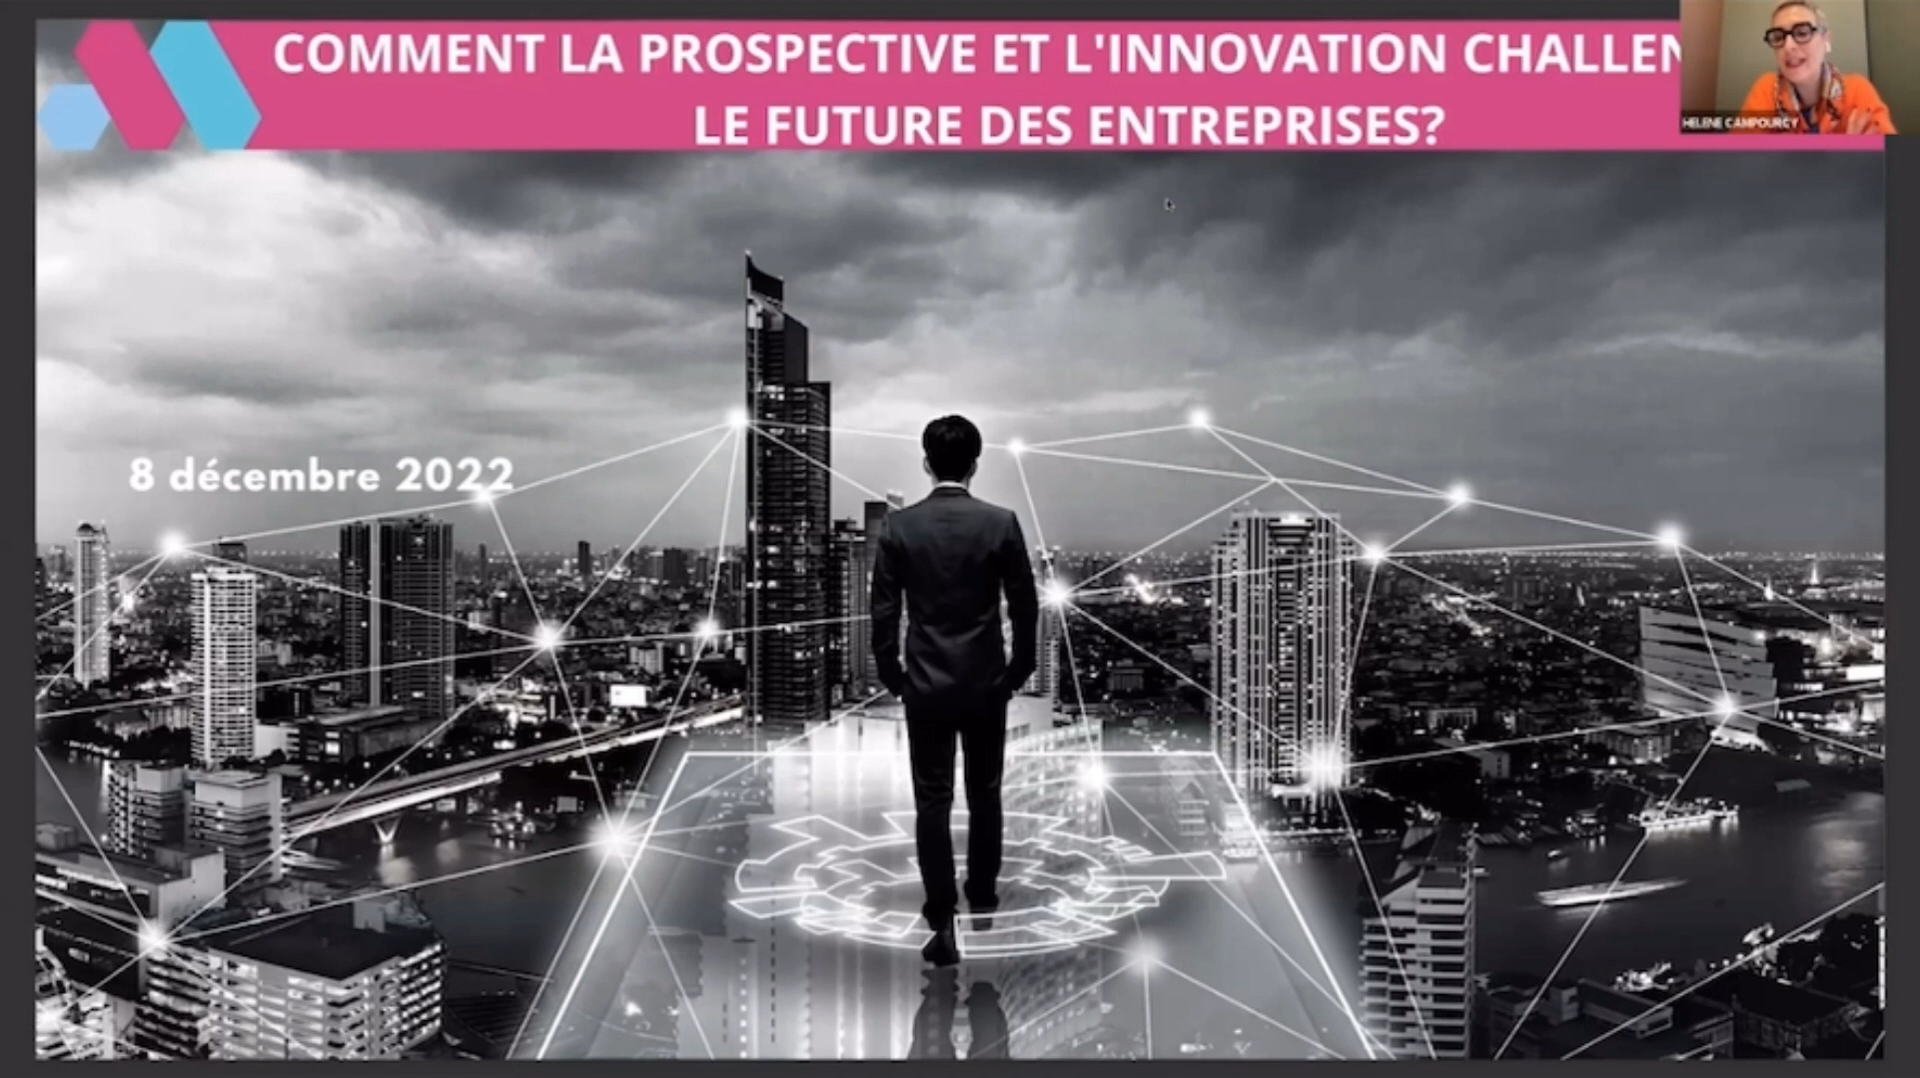 COMMENT LA PROSPECTIVE ET L'INNOVATION CHALLEN
LE FUTURE DES ENTREPRISES?
HELENE CAMPOURCY
8 décembre 2022